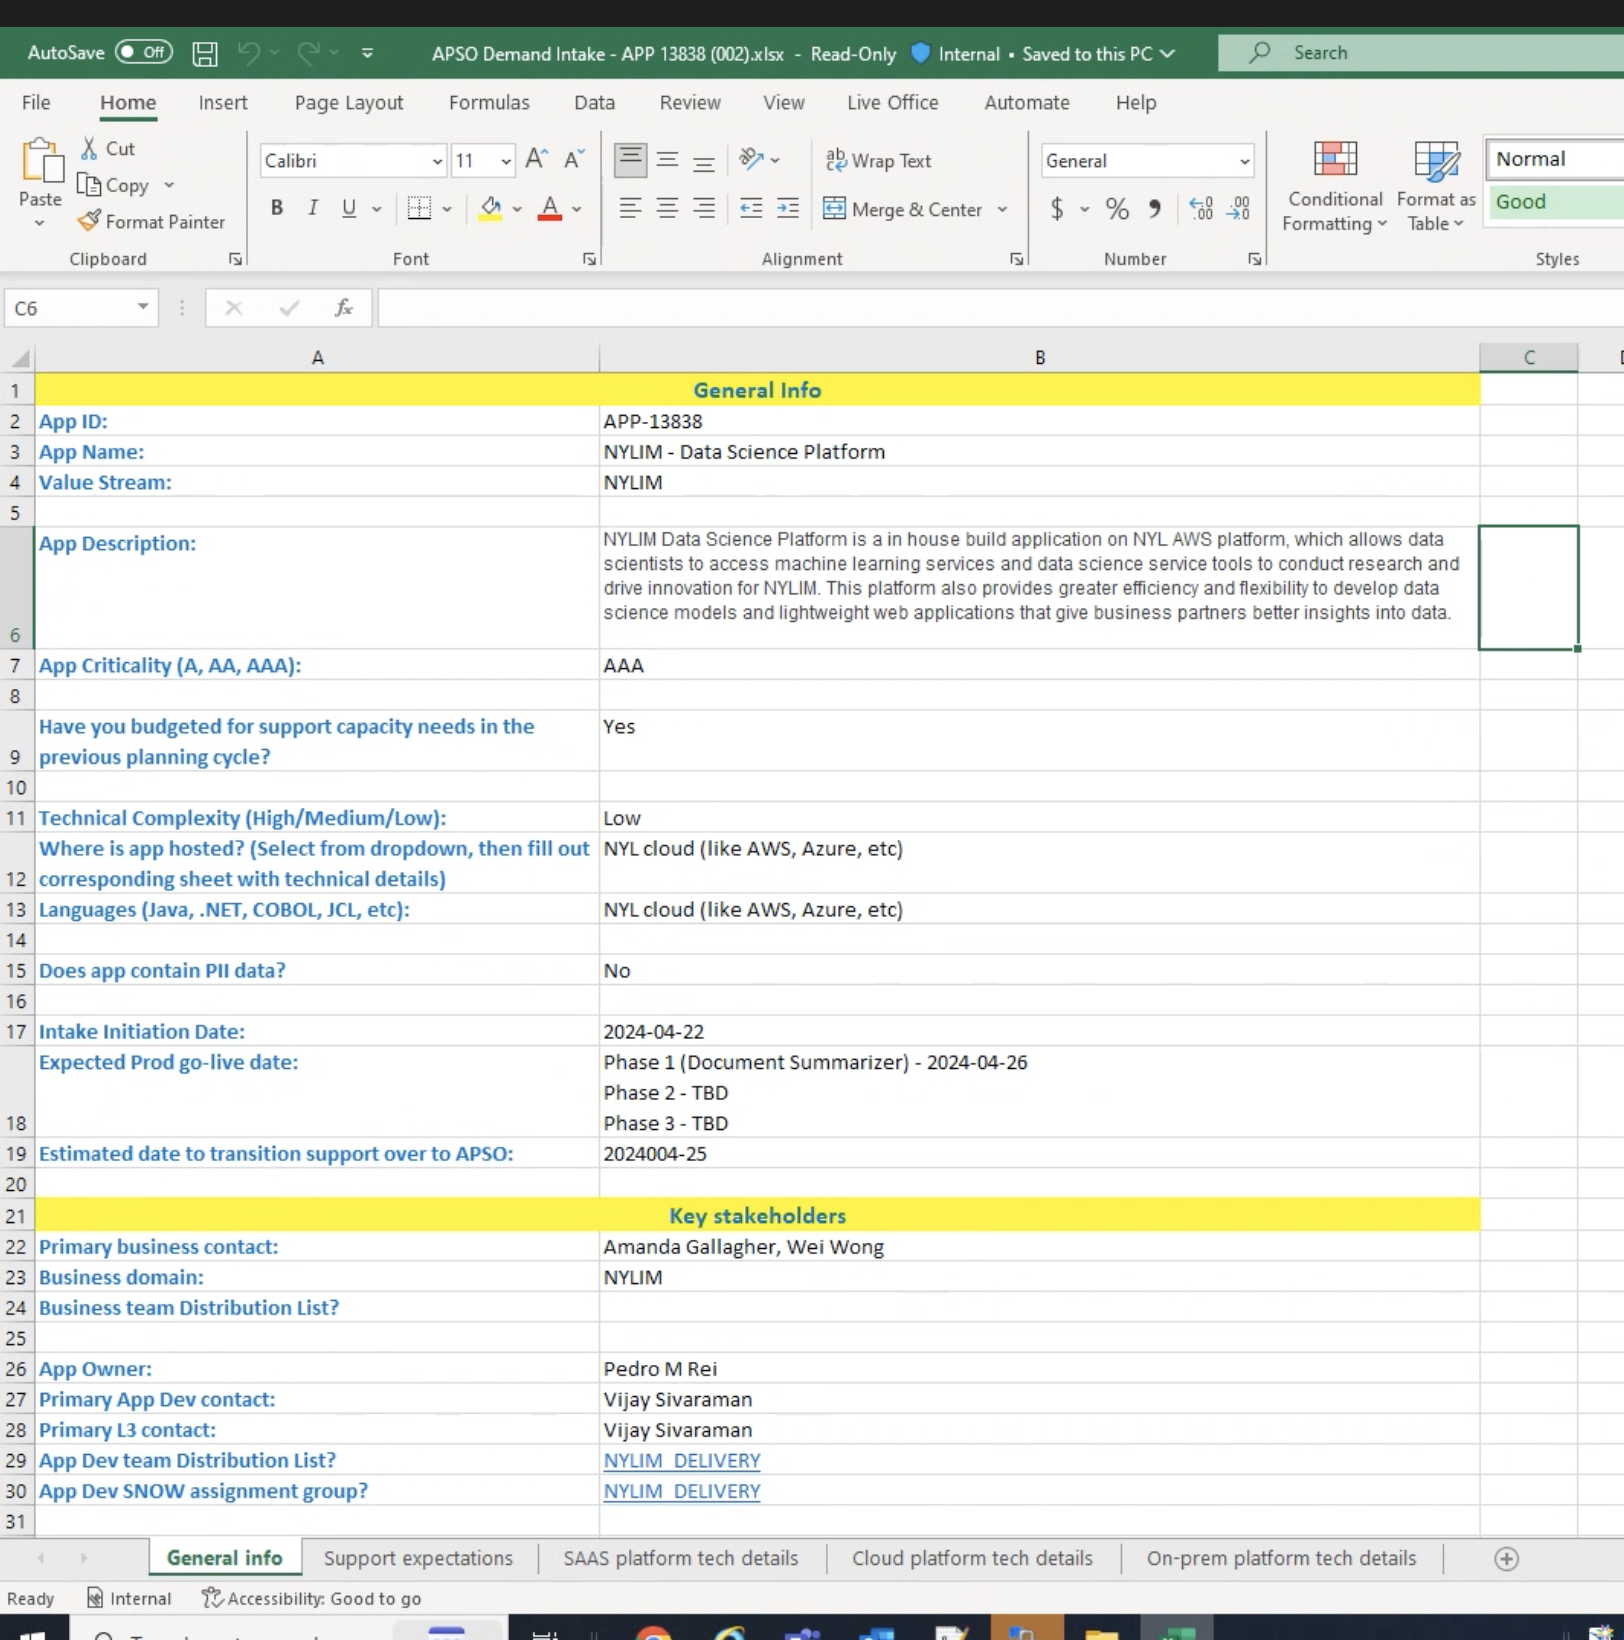 AutoSave Off APSO Demand Intake - APP 13838 (002).xlsx - Read-Only Internal • Saved to this PC Search
File Home Insert Page Layout Formulas Data Review View Live Office Automate Help
Paste Cut Calibri 11 Wrap Text General Conditional Formatting Format as Table Normal
Copy Merge & Center Good
Format Painter B I U $ %
Clipboard Font Alignment Number Styles
C6 fx
A B C
1 General Info
2 App ID: APP-13838
3 App Name: NYLIM - Data Science Platform
4 Value Stream: NYLIM
5
App Description: NYLIM Data Science Platform is a in house build application on NYL AWS platform, which allows data
scientists to access machine learning services and data science service tools to conduct research and
drive innovation for NYLIM. This platform also provides greater efficiency and flexibility to develop data
science models and lightweight web applications that give business partners better insights into data.
6
7 App Criticality (A, AA, AAA): AAA
8
Have you budgeted for support capacity needs in the Yes
9 previous planning cycle?
10
11 Technical Complexity (High/Medium/Low): Low
Where is app hosted? (Select from dropdown, then fill out NYL cloud (like AWS, Azure, etc)
12 corresponding sheet with technical details)
13 Languages (Java, .NET, COBOL, JCL, etc): NYL cloud (like AWS, Azure, etc)
14
15 Does app contain PII data? No
16
17 Intake Initiation Date: 2024-04-22
Expected Prod go-live date: Phase 1 (Document Summarizer) - 2024-04-26
Phase 2 - TBD
18 Phase 3 - TBD
19 Estimated date to transition support over to APSO: 2024004-25
20
21 Key stakeholders
22 Primary business contact: Amanda Gallagher, Wei Wong
23 Business domain: NYLIM
24 Business team Distribution List?
25
26 App Owner: Pedro M Rei
27 Primary App Dev contact: Vijay Sivaraman
28 Primary L3 contact: Vijay Sivaraman
29 App Dev team Distribution List? NYLIM_DELIVERY
30 App Dev SNOW assignment group? NYLIM_DELIVERY
31
General info Support expectations SAAS platform tech details Cloud platform tech details On-prem platform tech details
Ready Internal Accessibility: Good to go